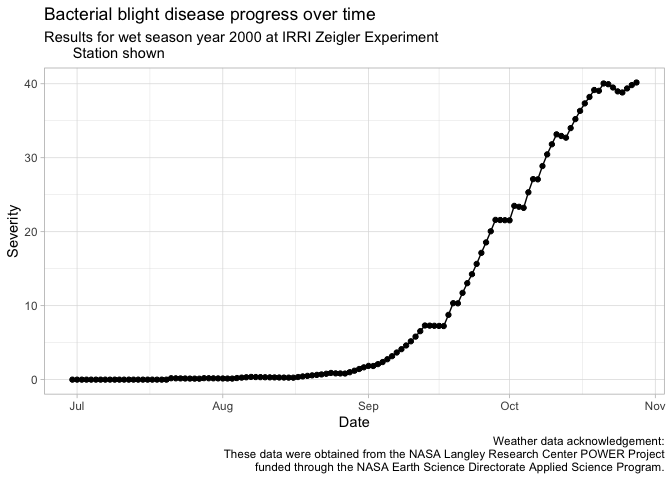 Bacterial blight disease progress over time
Results for wet season year 2000 at IRRI Zeigler Experiment
Station shown
40
30
20
10
0
Severity
Jul Aug Sep Oct Nov
Date
Weather data acknowledgement:
These data were obtained from the NASA Langley Research Center POWER Project
funded through the NASA Earth Science Directorate Applied Science Program.